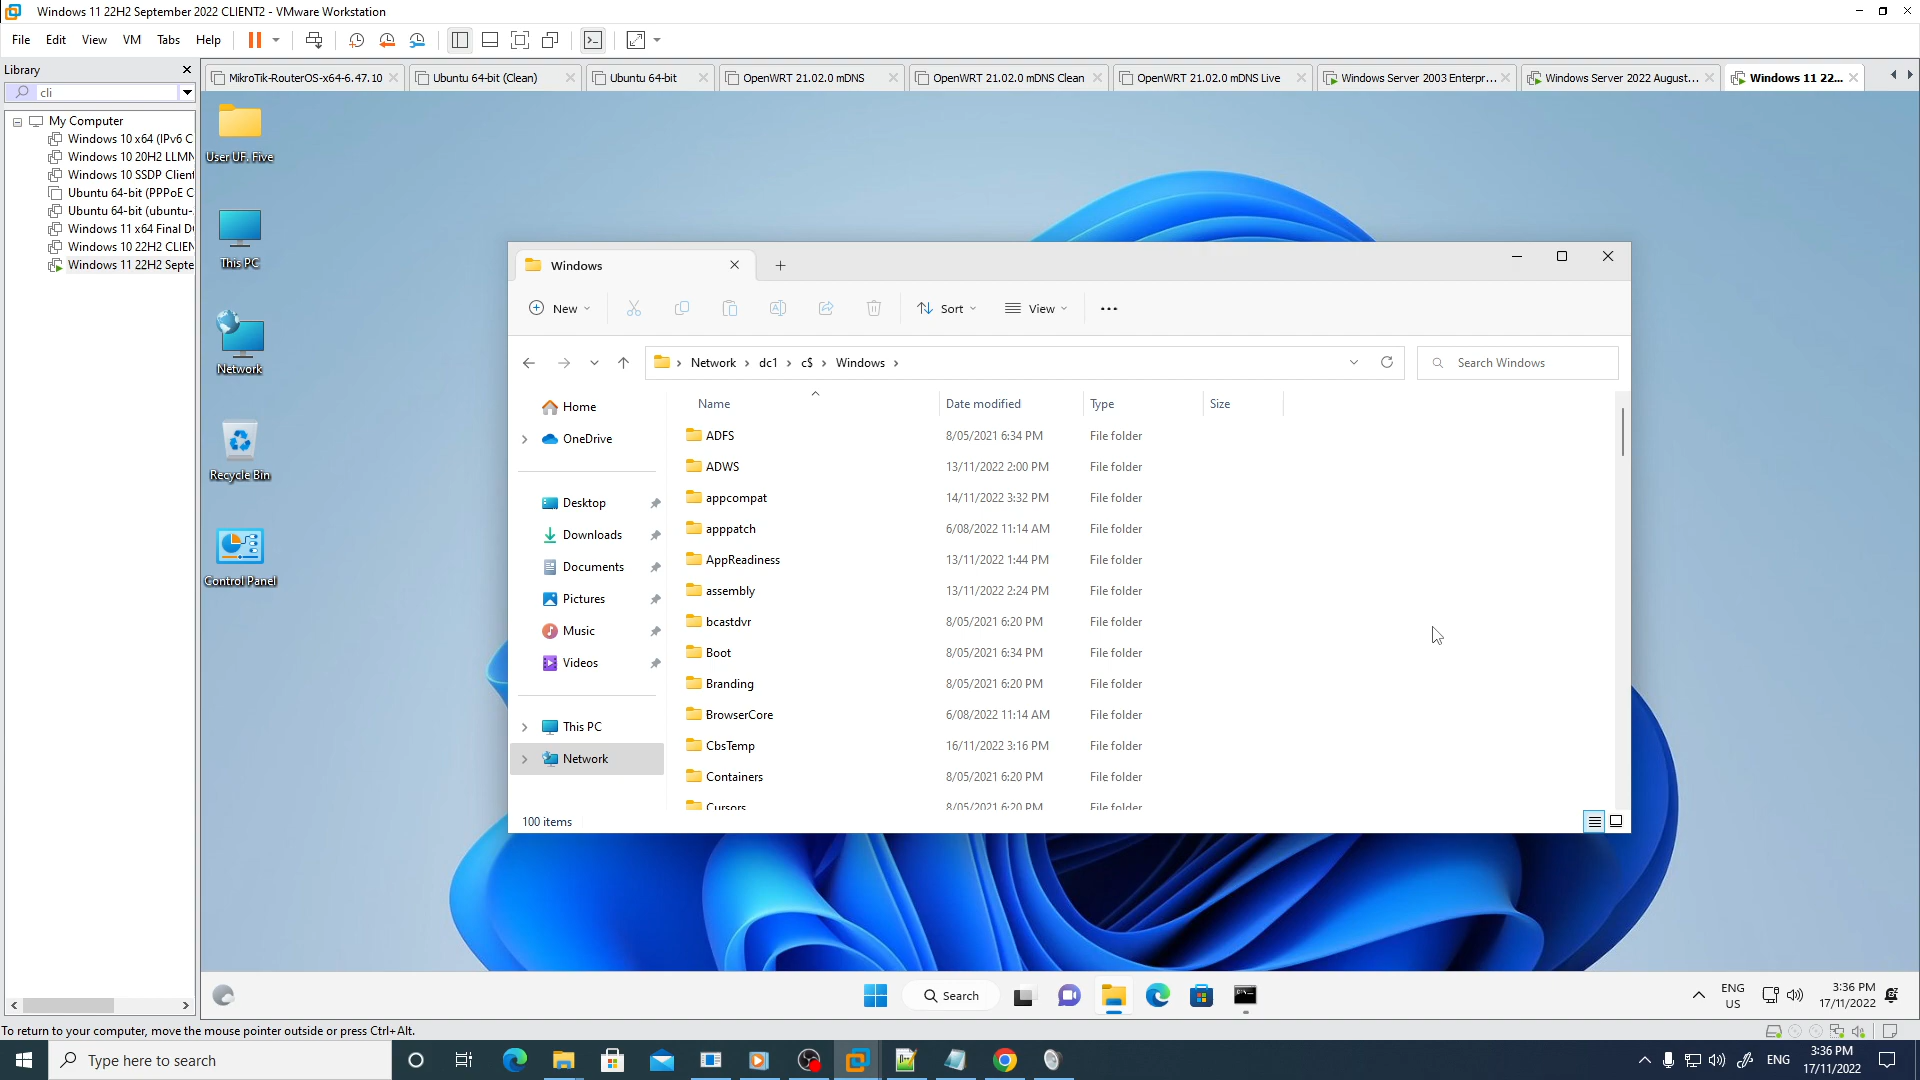 Windows 11 22H2 September 2022 CLIENT2 - VMware Workstation
File Edit View VM Tabs Help
Library
MikroTik-RouterOS-x64-6.47.10 Ubuntu 64-bit (Clean) Ubuntu 64-bit OpenWRT 21.02.0 mDNS OpenWRT 21.02.0 mDNS Clean OpenWRT 21.02.0 mDNS Live Windows Server 2003 Enterpr... Windows Server 2022 August... Windows 11 22...
cli
My Computer
Windows 10 x64 (IPv6 C
Windows 10 20H2 LLMN
Windows 10 SSDP Client
Ubuntu 64-bit (PPPoE C
Ubuntu 64-bit (ubuntu-
Windows 11 x64 Final D
Windows 10 22H2 CLIEN
Windows 11 22H2 Septe
User UF. Five
This PC
Network
Recycle Bin
Control Panel
Windows
New Sort View
Network dc1 c$ Windows
Search Windows
Home
OneDrive
Desktop
Downloads
Documents
Pictures
Music
Videos
This PC
Network
Name Date modified Type Size
ADFS 8/05/2021 6:34 PM File folder
ADWS 13/11/2022 2:00 PM File folder
appcompat 14/11/2022 3:32 PM File folder
apppatch 6/08/2022 11:14 AM File folder
AppReadiness 13/11/2022 1:44 PM File folder
assembly 13/11/2022 2:24 PM File folder
bcastdvr 8/05/2021 6:20 PM File folder
Boot 8/05/2021 6:34 PM File folder
Branding 8/05/2021 6:20 PM File folder
BrowserCore 6/08/2022 11:14 AM File folder
CbsTemp 16/11/2022 3:16 PM File folder
Containers 8/05/2021 6:20 PM File folder
Cursors 8/05/2021 6:20 PM File folder
100 items
Search
ENG
US
3:36 PM
17/11/2022
To return to your computer, move the mouse pointer outside or press Ctrl+Alt.
Type here to search
ENG
3:36 PM
17/11/2022